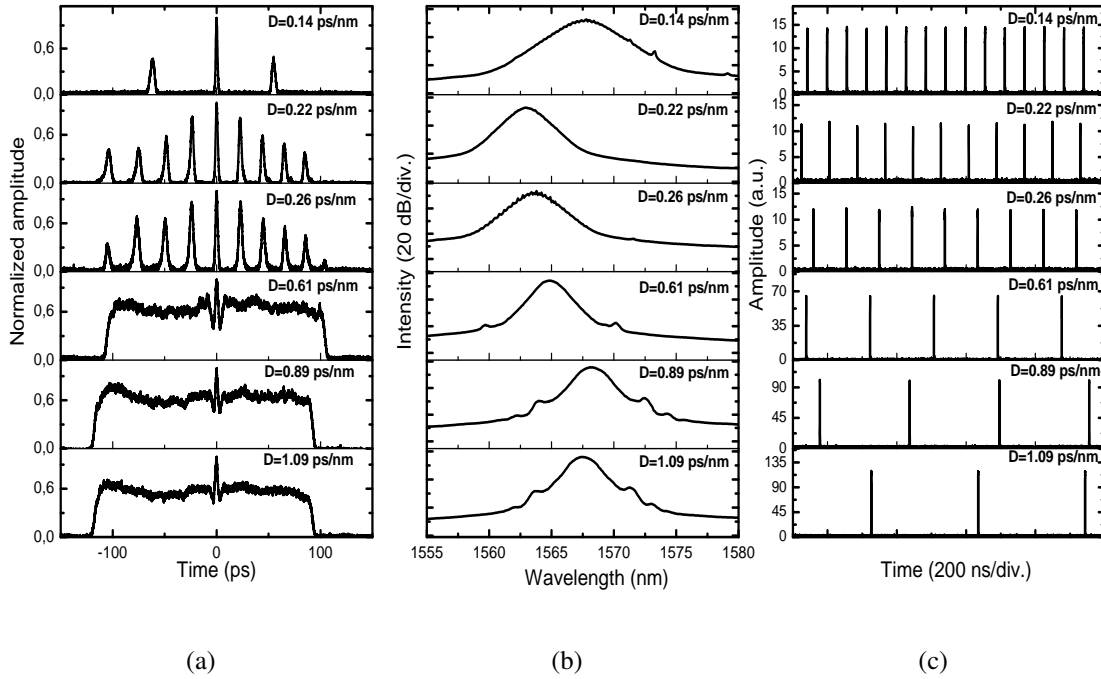 D=0.14 ps/nm
D=0.22 ps/nm
D=0.26 ps/nm
D=0.61 ps/nm
D=0.89 ps/nm
D=1.09 ps/nm
0,6
0,0
0,6
0,0
0,6
0,0
0,6
0,0
0,6
0,0
0,6
0,0
Normalized amplitude
-100 0 100
Time (ps)
(a)
D=0.14 ps/nm
D=0.22 ps/nm
D=0.26 ps/nm
D=0.61 ps/nm
D=0.89 ps/nm
D=1.09 ps/nm
Intensity (20 dB/div.)
1555 1560 1565 1570 1575 1580
Wavelength (nm)
(b)
D=0.14 ps/nm
D=0.22 ps/nm
D=0.26 ps/nm
D=0.61 ps/nm
D=0.89 ps/nm
D=1.09 ps/nm
15
10
5
0
15
10
5
0
15
10
5
0
70
35
0
90
45
0
135
90
45
0
Amplitude (a.u.)
Time (200 ns/div.)
(c)